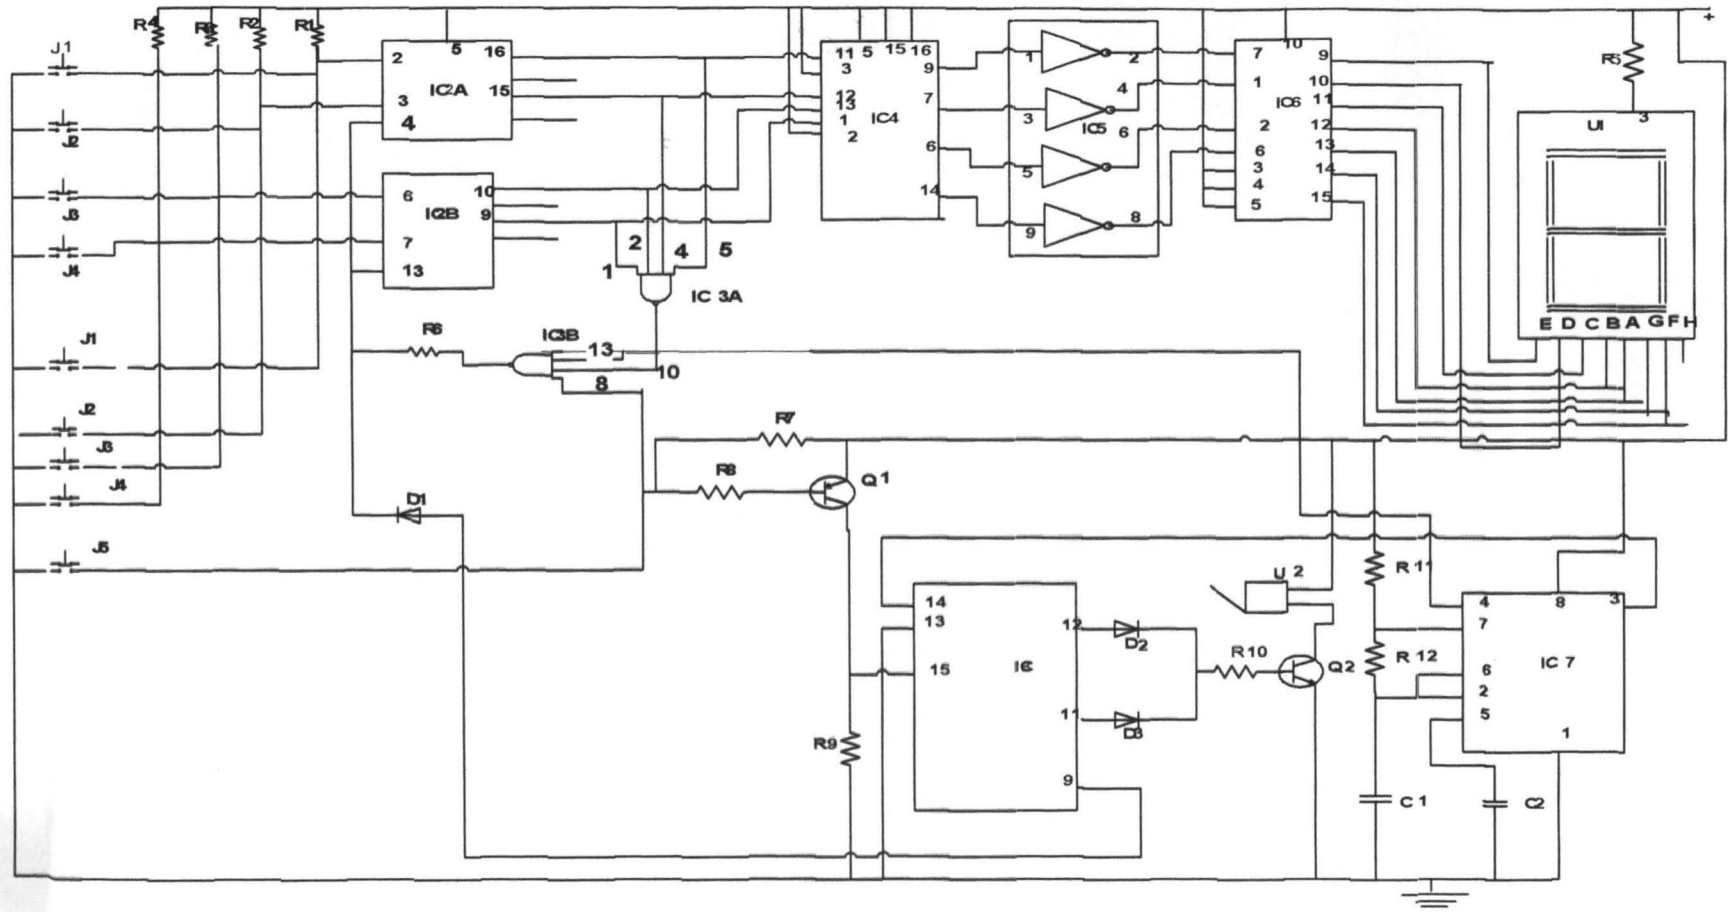 R4 R3 R2 R1 +
J1
J2
J3
J4
2 5 16
3 15
4 IC2A
6 10
IC2B 9
7
13
11 5 15 16
3 9
12 7
13 IC4
1 6
2 14
1 2
3 4
IC5 6
5
9 8
7 10 9
1 10
IC6 11
2 12
6 13
3 14
4 15
5
R5
U1 3
E D C B A G F H
2 4 5
1
IC 3A
J1
J2
J3
J4
J5
R6 IC3B 13
10
8
R7
R8 Q1
D1
14 12
13 IC
15 11
9
D2
D3
R9
R10 Q2
U 2
R 11
R 12
4 8 3
7
6 IC 7
2
5 1
C 1 C2